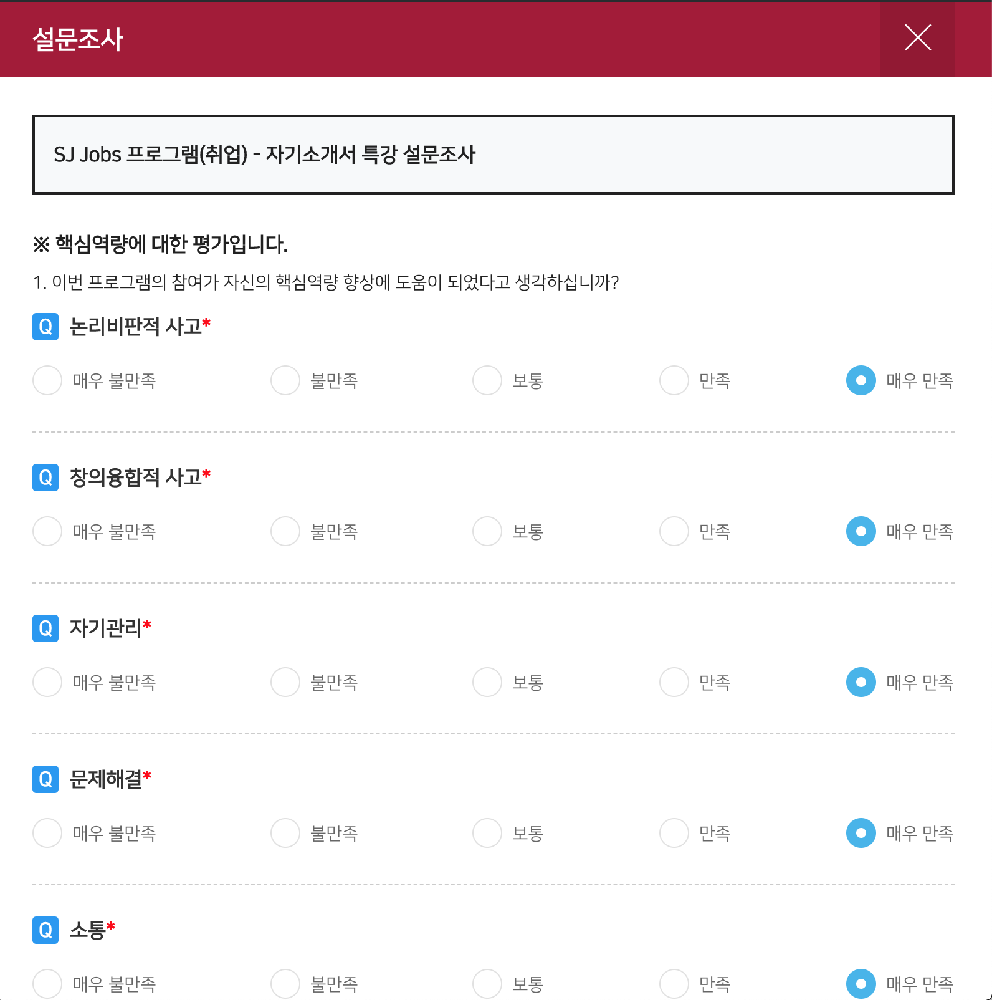 설문조사
SJ Jobs 프로그램(취업) - 자기소개서 특강 설문조사
※ 핵심역량에 대한 평가입니다.
1. 이번 프로그램의 참여가 자신의 핵심역량 향상에 도움이 되었다고 생각하십니까?
Q 논리비판적 사고*
매우 불만족 불만족 보통 만족 매우 만족
Q 창의융합적 사고*
매우 불만족 불만족 보통 만족 매우 만족
Q 자기관리*
매우 불만족 불만족 보통 만족 매우 만족
Q 문제해결*
매우 불만족 불만족 보통 만족 매우 만족
Q 소통*
매우 불만족 불만족 보통 만족 매우 만족